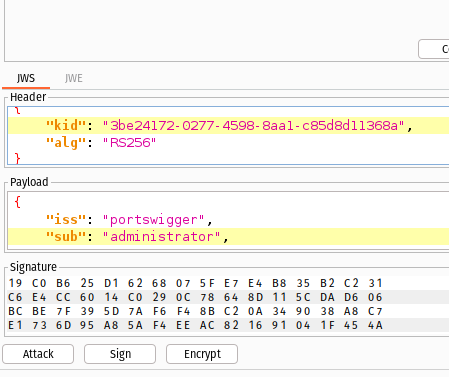 C
JWS JWE
Header
{
"kid": "3be24172-0277-4598-8aa1-c85d8d11368a",
"alg": "RS256"
}
Payload
{
"iss": "portswigger",
"sub": "administrator",
Signature
19 C0 B6 25 D1 62 68 07 5F E7 E4 B8 35 B2 C2 31
C6 E4 CC 60 14 C0 29 0C 78 64 8D 11 5C DA D6 06
BC BE 7F 39 5D 7A F6 F4 8B C2 0A 34 90 38 A8 C7
E1 73 6D 95 A8 5A F4 EE AC 82 16 91 04 1F 45 4A
Attack Sign Encrypt